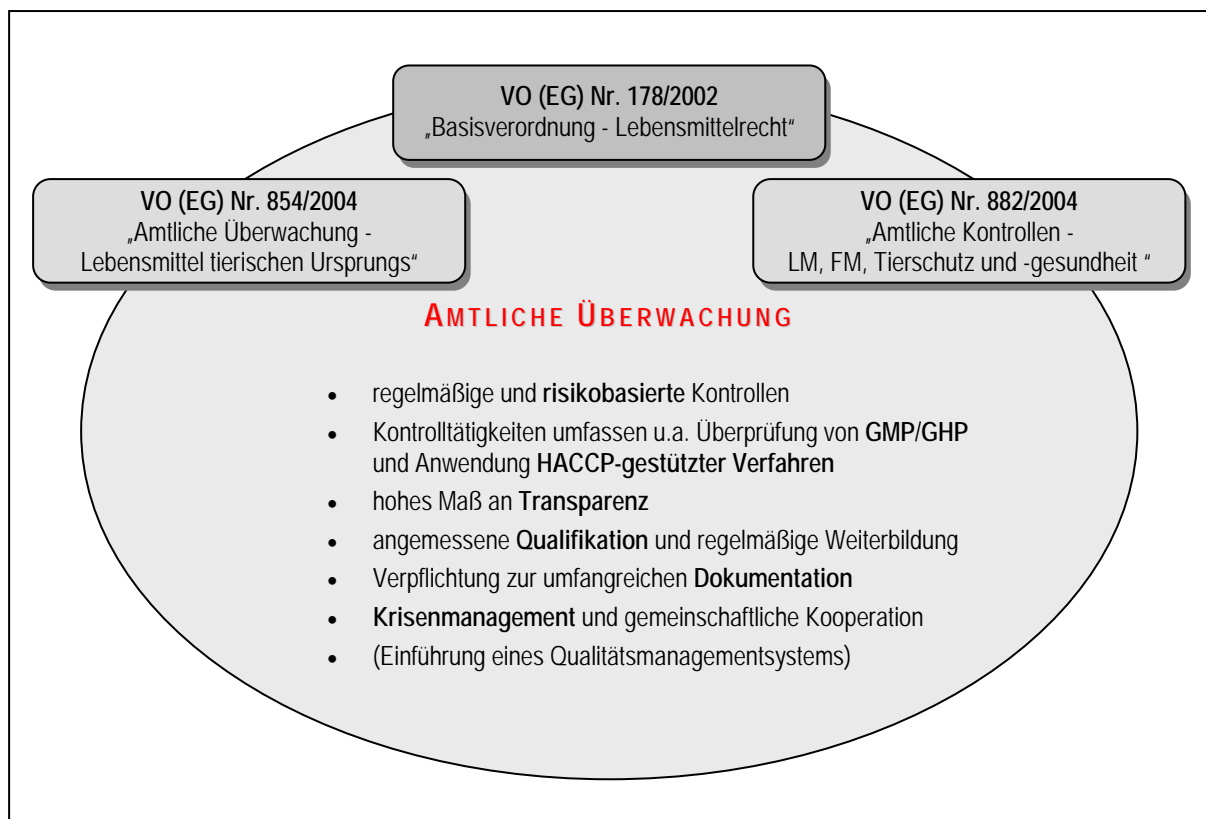 VO (EG) Nr. 178/2002
„Basisverordnung - Lebensmittelrecht“
VO (EG) Nr. 854/2004
„Amtliche Überwachung -
Lebensmittel tierischen Ursprungs“
VO (EG) Nr. 882/2004
„Amtliche Kontrollen -
LM, FM, Tierschutz und -gesundheit “
AMTLICHE ÜBERWACHUNG
• regelmäßige und risikobasierte Kontrollen
• Kontrolltätigkeiten umfassen u.a. Überprüfung von GMP/GHP
und Anwendung HACCP-gestützter Verfahren
• hohes Maß an Transparenz
• angemessene Qualifikation und regelmäßige Weiterbildung
• Verpflichtung zur umfangreichen Dokumentation
• Krisenmanagement und gemeinschaftliche Kooperation
• (Einführung eines Qualitätsmanagementsystems)